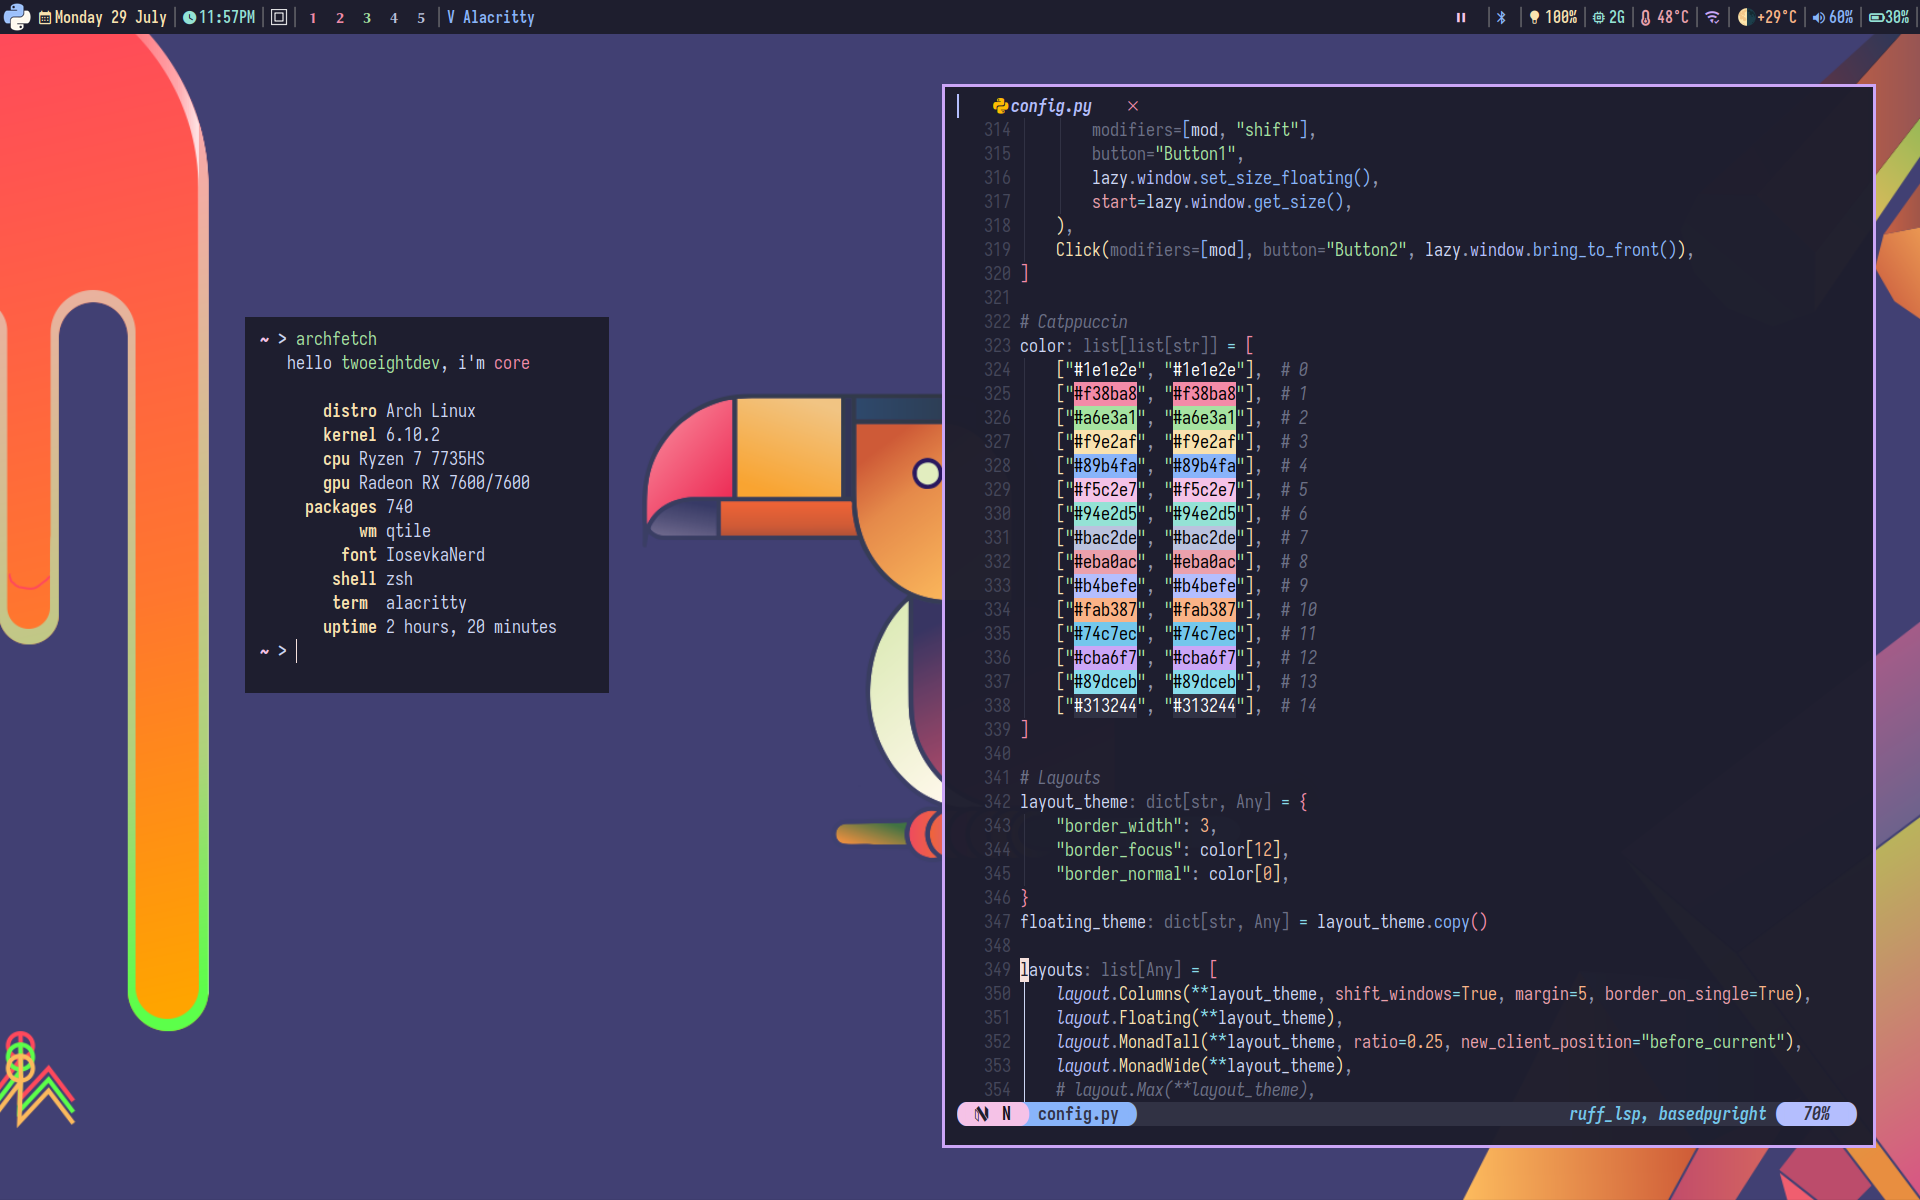 Monday 29 July 11:57PM 1 2 3 4 5 V Alacritty 100% 2G 48°C +29°C 60% 30%
~ > archfetch
hello twoeightdev, i'm core
distro Arch Linux
kernel 6.10.2
cpu Ryzen 7 7735HS
gpu Radeon RX 7600/7600
packages 740
wm qtile
font IosevkaNerd
shell zsh
term alacritty
uptime 2 hours, 20 minutes
~ >
config.py ×
314 modifiers=[mod, "shift"],
315 button="Button1",
316 lazy.window.set_size_floating(),
317 start=lazy.window.get_size(),
318 ),
319 Click(modifiers=[mod], button="Button2", lazy.window.bring_to_front()),
320 ]
321
322 # Catppuccin
323 color: list[list[str]] = [
324 ["#1e1e2e", "#1e1e2e"], # 0
325 ["#f38ba8", "#f38ba8"], # 1
326 ["#a6e3a1", "#a6e3a1"], # 2
327 ["#f9e2af", "#f9e2af"], # 3
328 ["#89b4fa", "#89b4fa"], # 4
329 ["#f5c2e7", "#f5c2e7"], # 5
330 ["#94e2d5", "#94e2d5"], # 6
331 ["#bac2de", "#bac2de"], # 7
332 ["#eba0ac", "#eba0ac"], # 8
333 ["#b4befe", "#b4befe"], # 9
334 ["#fab387", "#fab387"], # 10
335 ["#74c7ec", "#74c7ec"], # 11
336 ["#cba6f7", "#cba6f7"], # 12
337 ["#89dceb", "#89dceb"], # 13
338 ["#313244", "#313244"], # 14
339 ]
340
341 # Layouts
342 layout_theme: dict[str, Any] = {
343 "border_width": 3,
344 "border_focus": color[12],
345 "border_normal": color[0],
346 }
347 floating_theme: dict[str, Any] = layout_theme.copy()
348
349 layouts: list[Any] = [
350 layout.Columns(**layout_theme, shift_windows=True, margin=5, border_on_single=True),
351 layout.Floating(**layout_theme),
352 layout.MonadTall(**layout_theme, ratio=0.25, new_client_position="before_current"),
353 layout.MonadWide(**layout_theme),
354 # layout.Max(**layout_theme),
N config.py ruff_lsp, basedpyright 70%